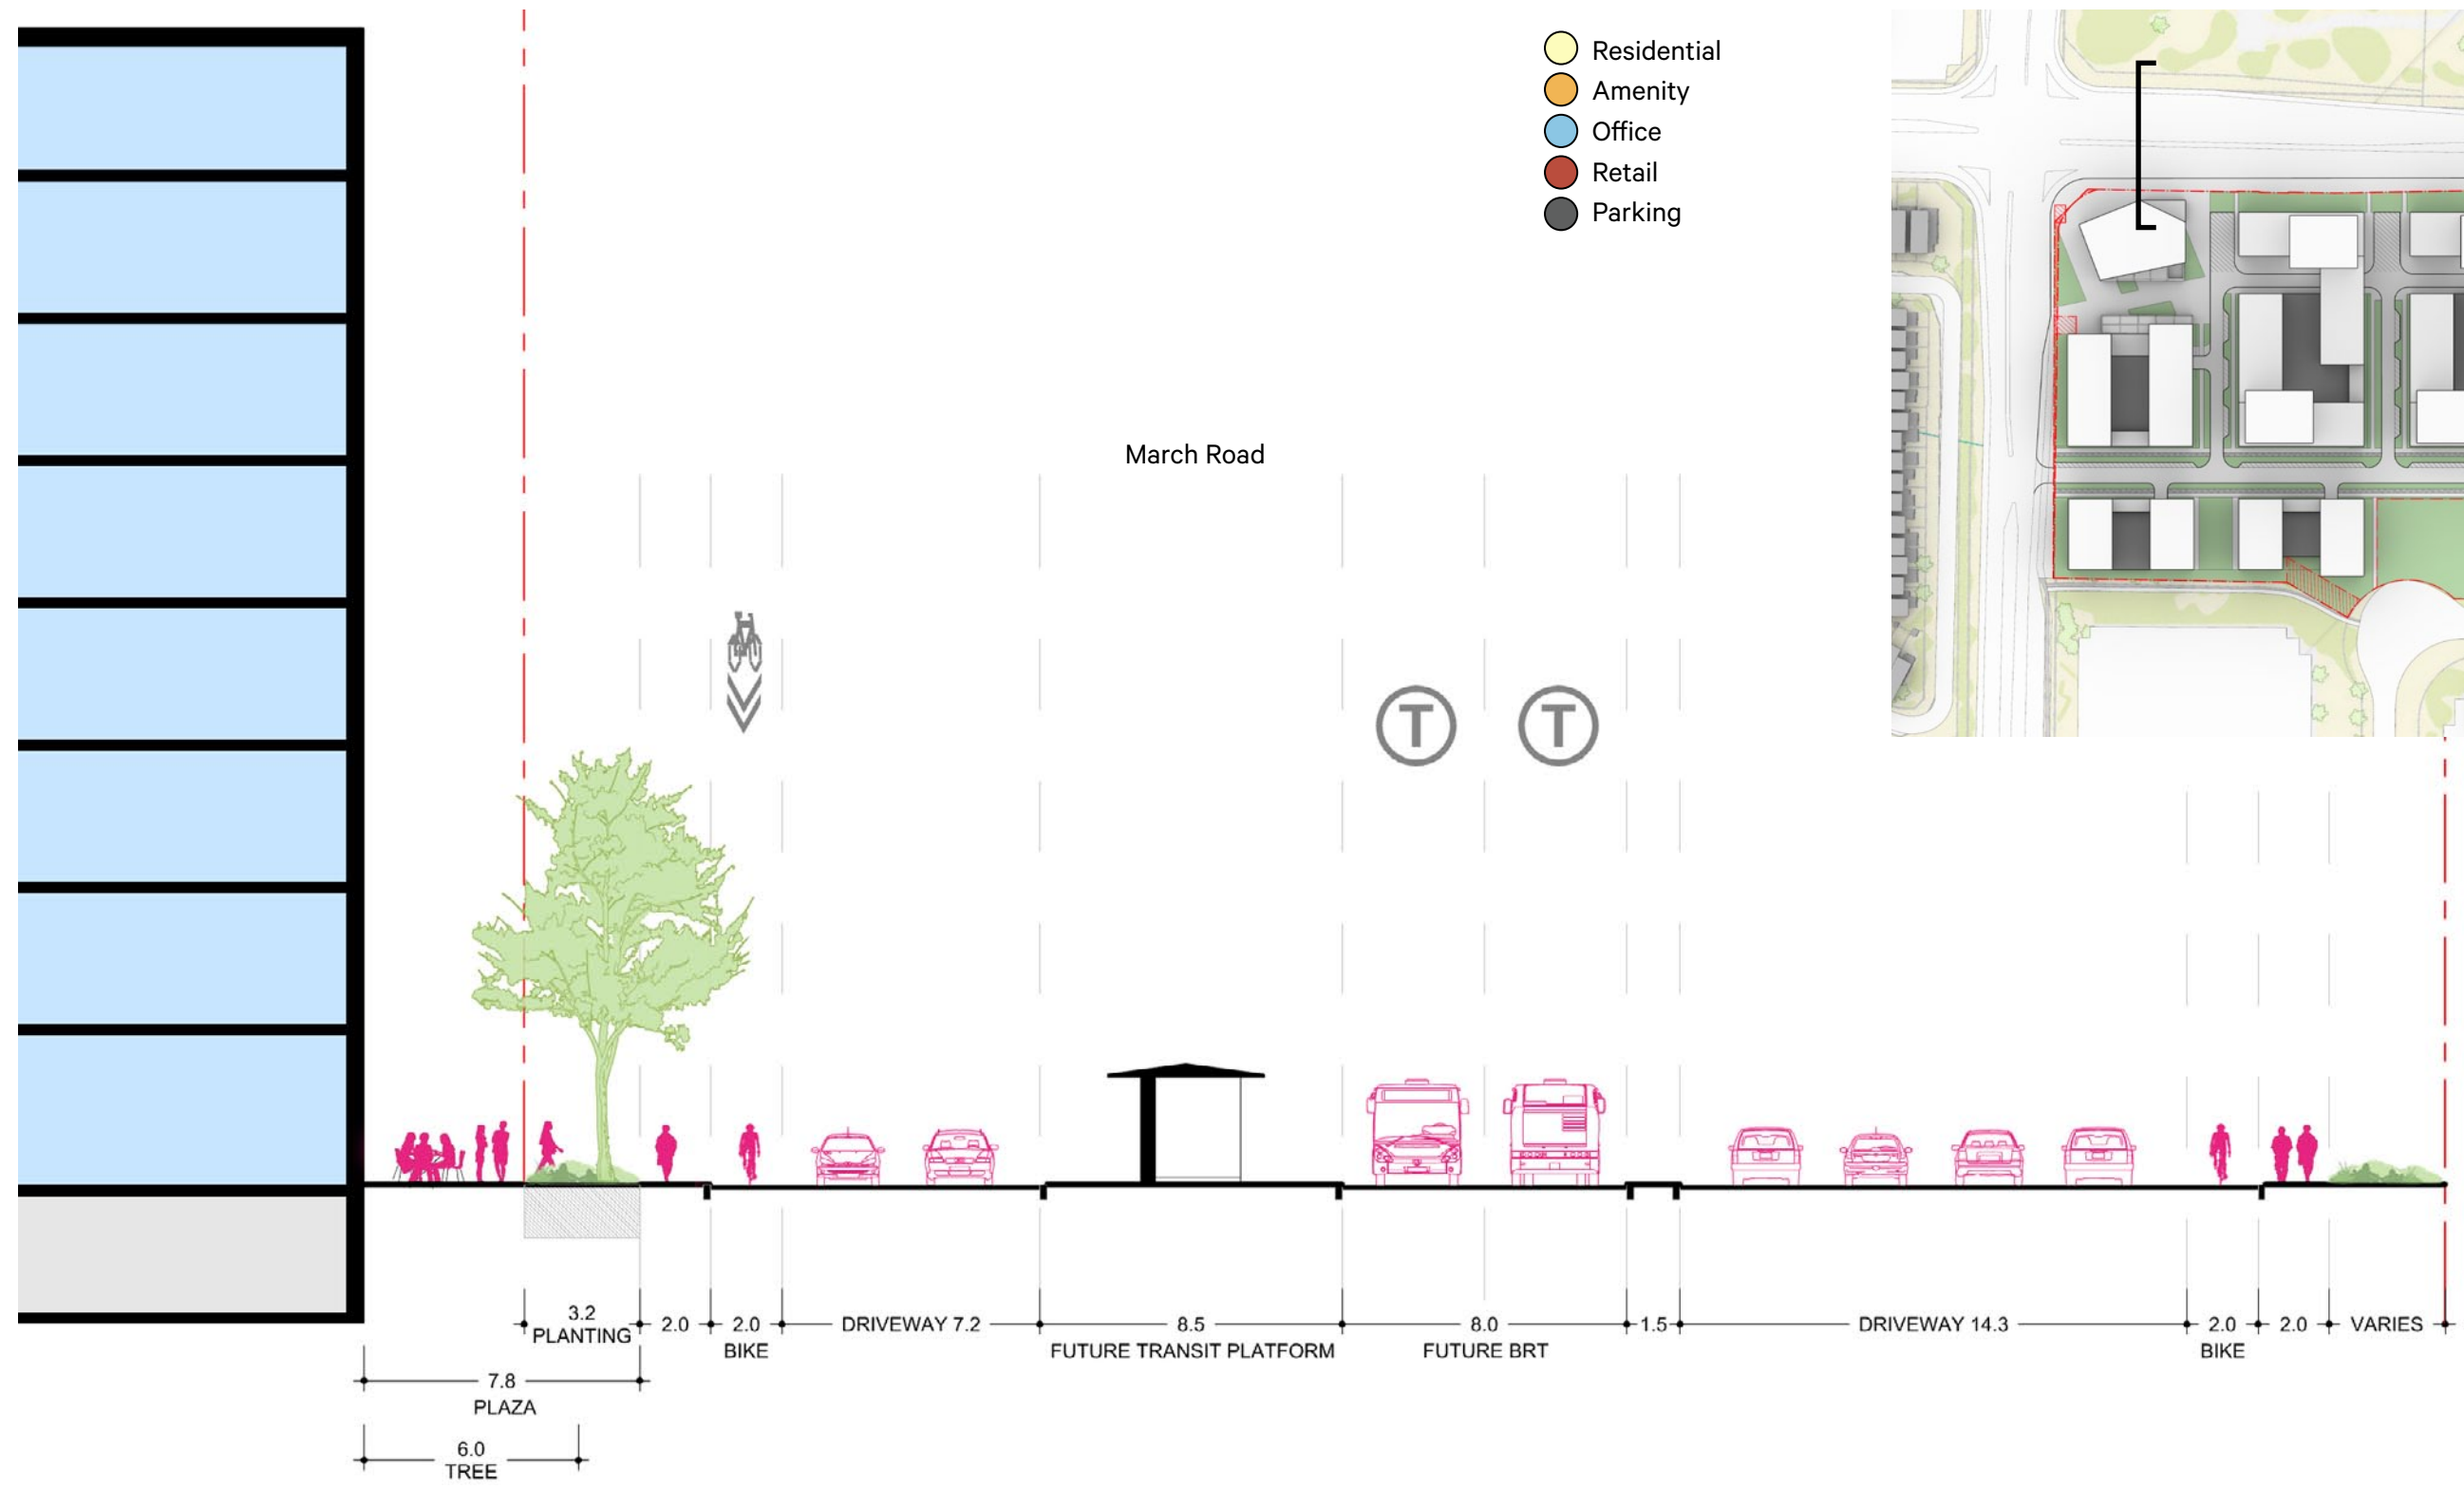 Residential
Amenity
Office
Retail
Parking
March Road
T
T
3.2
PLANTING
2.0
2.0
BIKE
DRIVEWAY 7.2
8.5
FUTURE TRANSIT PLATFORM
8.0
FUTURE BRT
1.5
DRIVEWAY 14.3
2.0
BIKE
2.0
VARIES
7.8
PLAZA
6.0
TREE